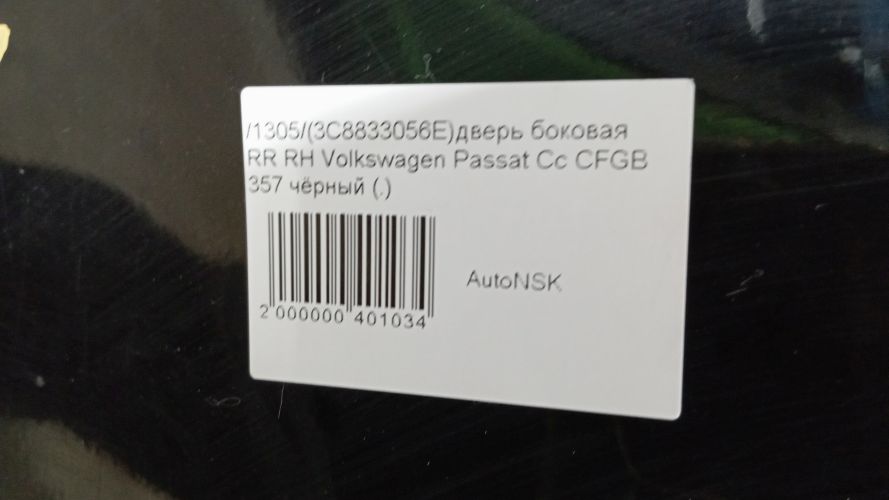 /1305/(3C8833056E)дверь боковая
RR RH Volkswagen Passat Cc CFGB
357 чёрный (.)
AutoNSK
2 000000 401034